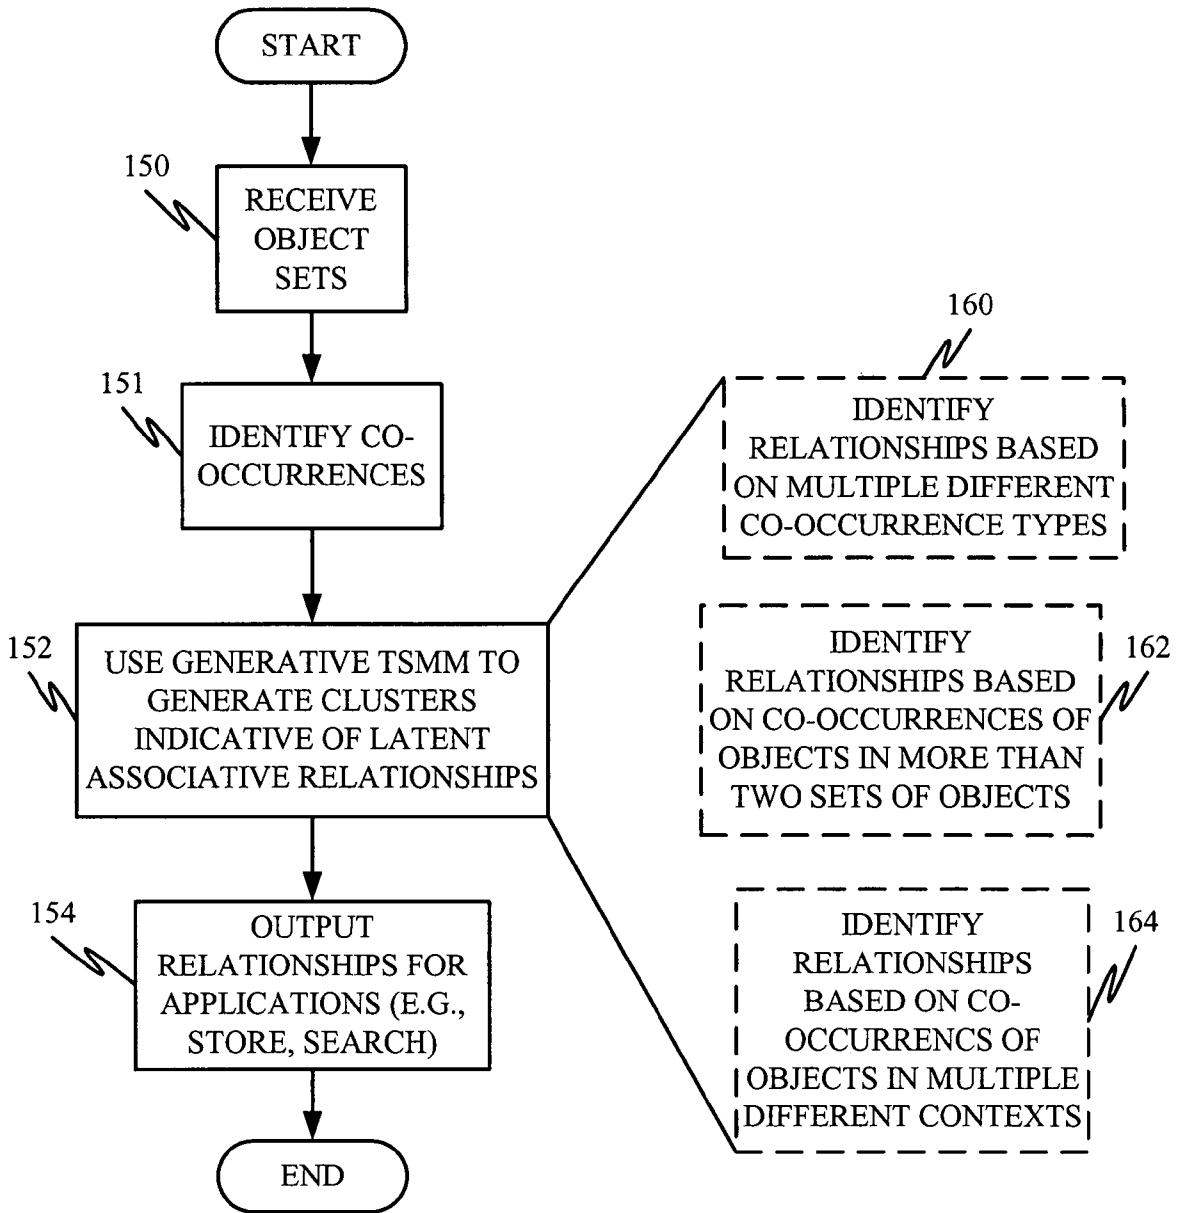 START
150
RECEIVE
OBJECT
SETS
151
IDENTIFY CO-
OCCURRENCES
152
USE GENERATIVE TSMM TO
GENERATE CLUSTERS
INDICATIVE OF LATENT
ASSOCIATIVE RELATIONSHIPS
154
OUTPUT
RELATIONSHIPS FOR
APPLICATIONS (E.G.,
STORE, SEARCH)
END
160
IDENTIFY
RELATIONSHIPS BASED
ON MULTIPLE DIFFERENT
CO-OCCURRENCE TYPES
162
IDENTIFY
RELATIONSHIPS BASED
ON CO-OCCURRENCES OF
OBJECTS IN MORE THAN
TWO SETS OF OBJECTS
164
IDENTIFY
RELATIONSHIPS
BASED ON CO-
OCCURRENCS OF
OBJECTS IN MULTIPLE
DIFFERENT CONTEXTS